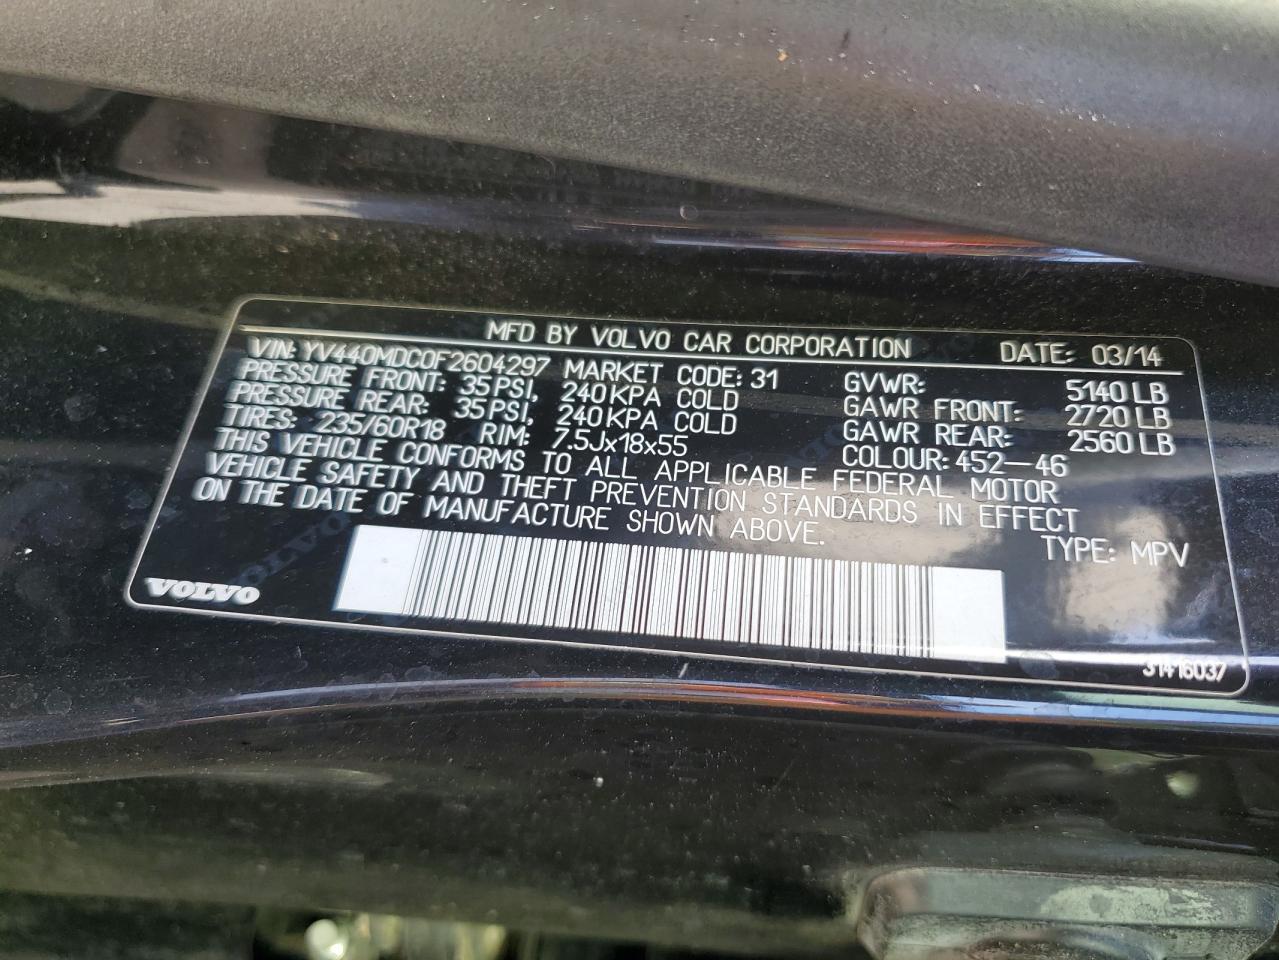 MFD BY VOLVO CAR CORPORATION DATE: 03/14
VIN: YV440MDC0F2604297 MARKET CODE: 31 GVWR: 5140 LB
PRESSURE FRONT: 35 PSI, 240 KPA COLD GAWR FRONT: 2720 LB
PRESSURE REAR: 35 PSI, 240 KPA COLD GAWR REAR: 2560 LB
TIRES: 235/60R18 RIM: 7.5Jx18x55 COLOUR: 452-46
THIS VEHICLE CONFORMS TO ALL APPLICABLE FEDERAL MOTOR
VEHICLE SAFETY AND THEFT PREVENTION STANDARDS IN EFFECT
ON THE DATE OF MANUFACTURE SHOWN ABOVE. TYPE: MPV
VOLVO
31416037